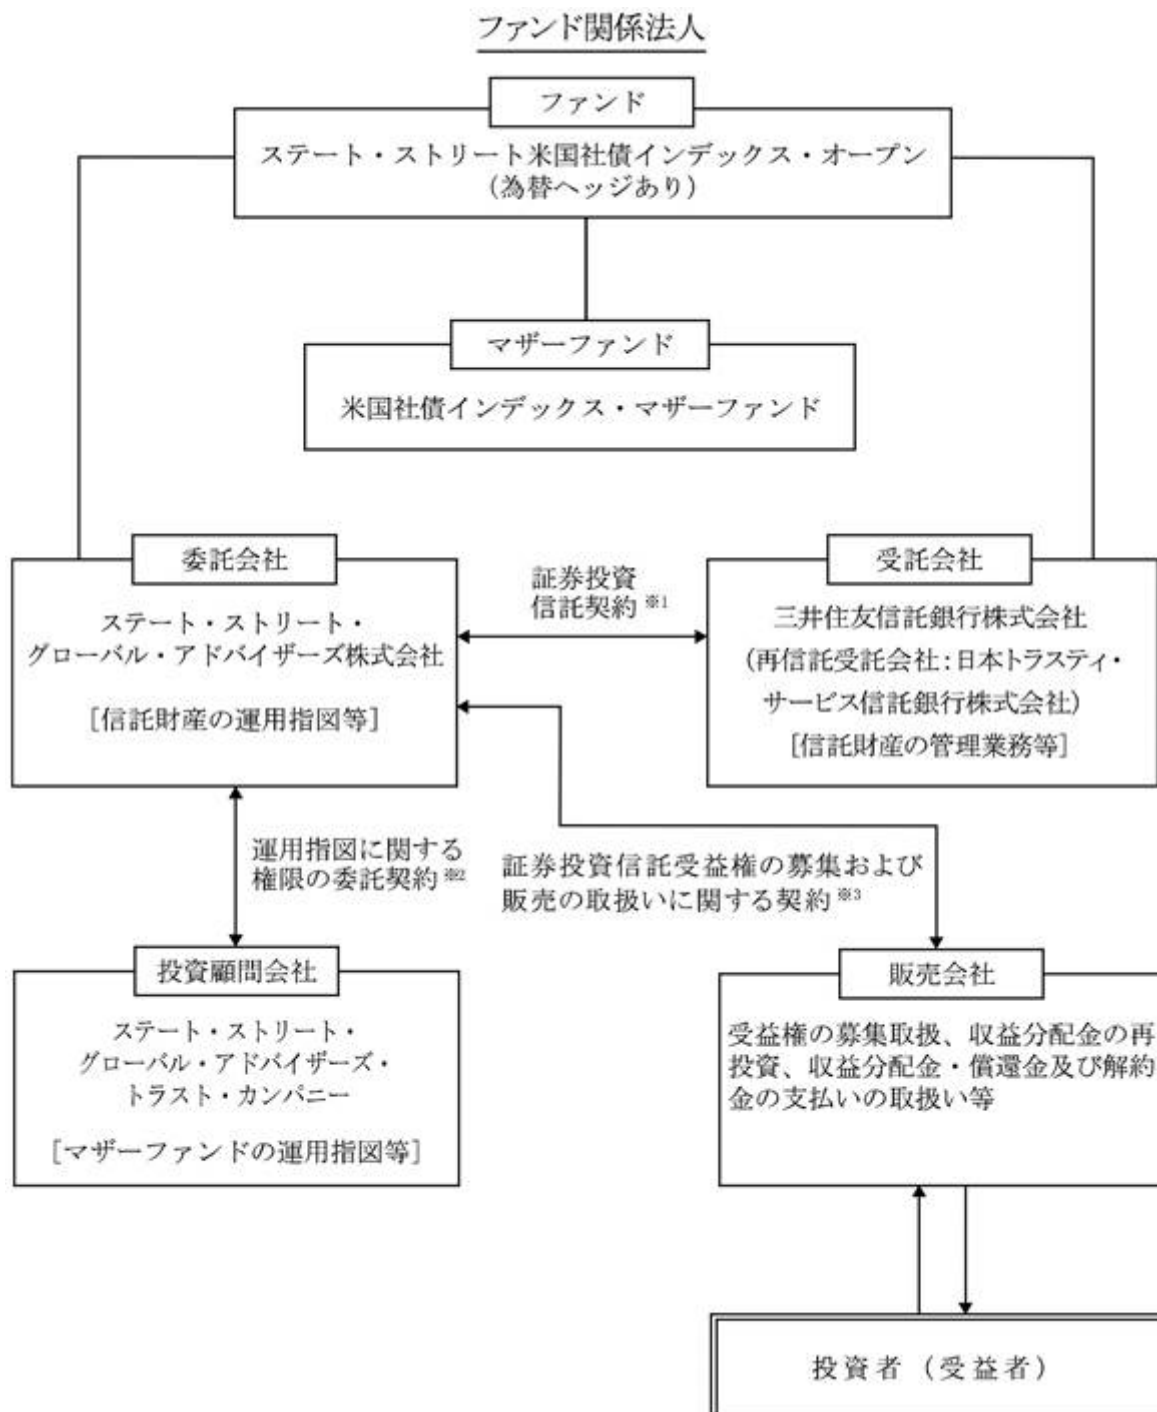 ファンド関係法人
ファンド
ステート・ストリート米国社債インデックス・オープン
（為替ヘッジあり）
マザーファンド
米国社債インデックス・マザーファンド
委託会社
ステート・ストリート・
グローバル・アドバイザーズ株式会社
［信託財産の運用指図等］
証券投資
信託契約※1
受託会社
三井住友信託銀行株式会社
（再信託受託会社：日本トラスティ・
サービス信託銀行株式会社）
［信託財産の管理業務等］
運用指図に関する
権限の委託契約※2
証券投資信託受益権の募集および
販売の取扱いに関する契約※3
投資顧問会社
ステート・ストリート・
グローバル・アドバイザーズ・
トラスト・カンパニー
［マザーファンドの運用指図等］
販売会社
受益権の募集取扱、収益分配金の再
投資、収益分配金・償還金及び解約
金の支払いの取扱い等
投資者（受益者）